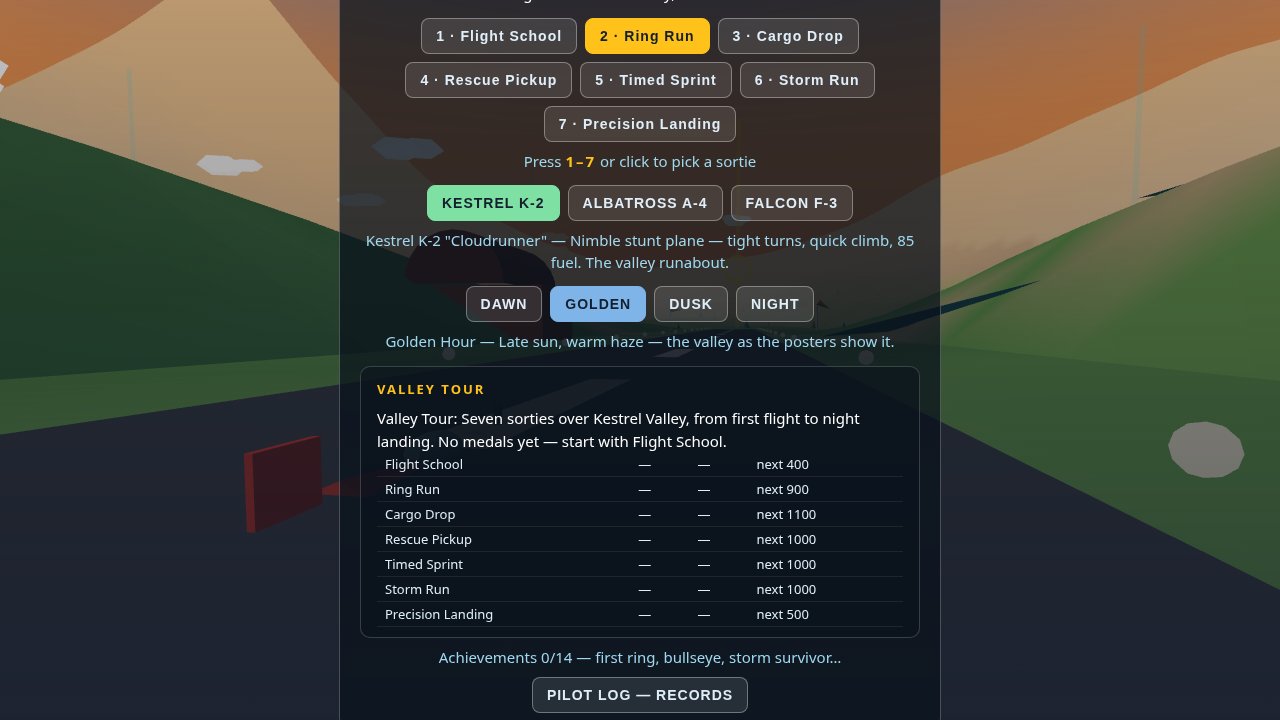 1 · Flight School
2 · Ring Run
3 · Cargo Drop
4 · Rescue Pickup
5 · Timed Sprint
6 · Storm Run
7 · Precision Landing
Press 1–7 or click to pick a sortie
KESTREL K-2
ALBATROSS A-4
FALCON F-3
Kestrel K-2 "Cloudrunner" — Nimble stunt plane — tight turns, quick climb, 85
fuel. The valley runabout.
DAWN
GOLDEN
DUSK
NIGHT
Golden Hour — Late sun, warm haze — the valley as the posters show it.
VALLEY TOUR
Valley Tour: Seven sorties over Kestrel Valley, from first flight to night
landing. No medals yet — start with Flight School.
Flight School — — next 400
Ring Run — — next 900
Cargo Drop — — next 1100
Rescue Pickup — — next 1000
Timed Sprint — — next 1000
Storm Run — — next 1000
Precision Landing — — next 500
Achievements 0/14 — first ring, bullseye, storm survivor…
PILOT LOG — RECORDS